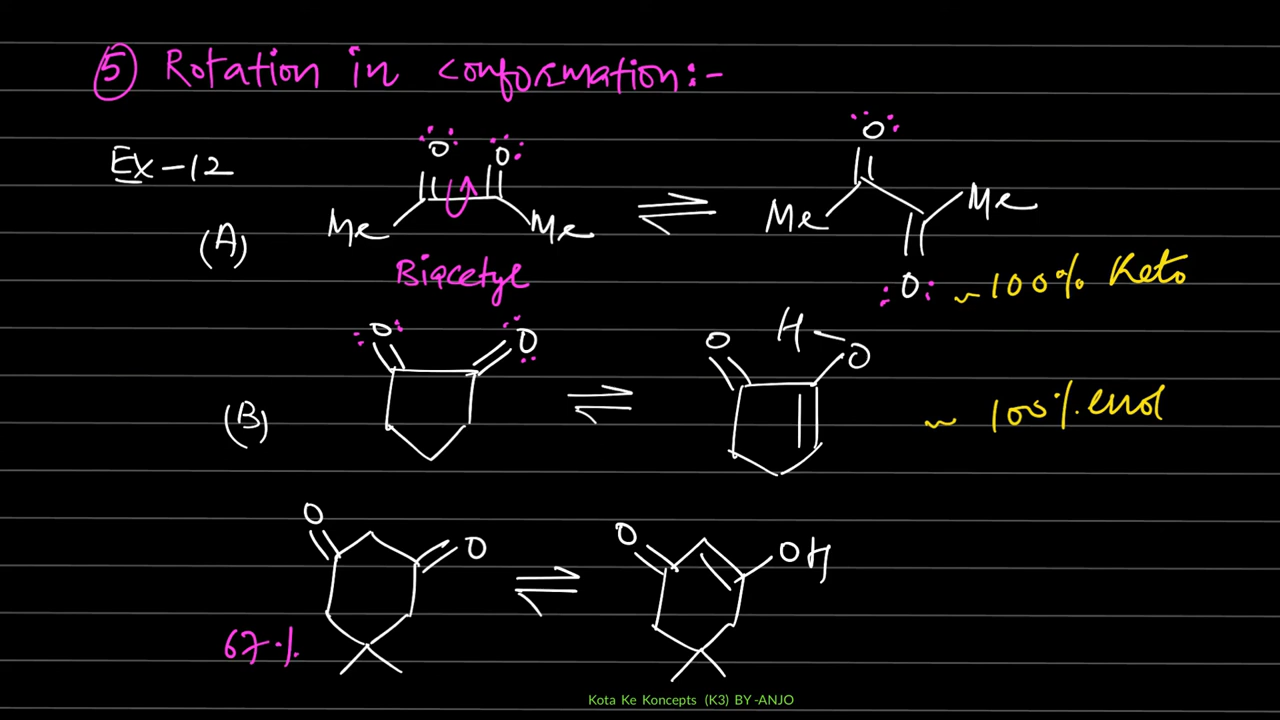 5 Rotation in conformation:-
Ex-12
O O O
Me Me Me Me
(A)
Biacetyl
O
~ 100% Keto
O O O H O
(B)
~ 100% enol
O O O OH
67%
Kota Ke Koncepts (K3) BY -ANJO